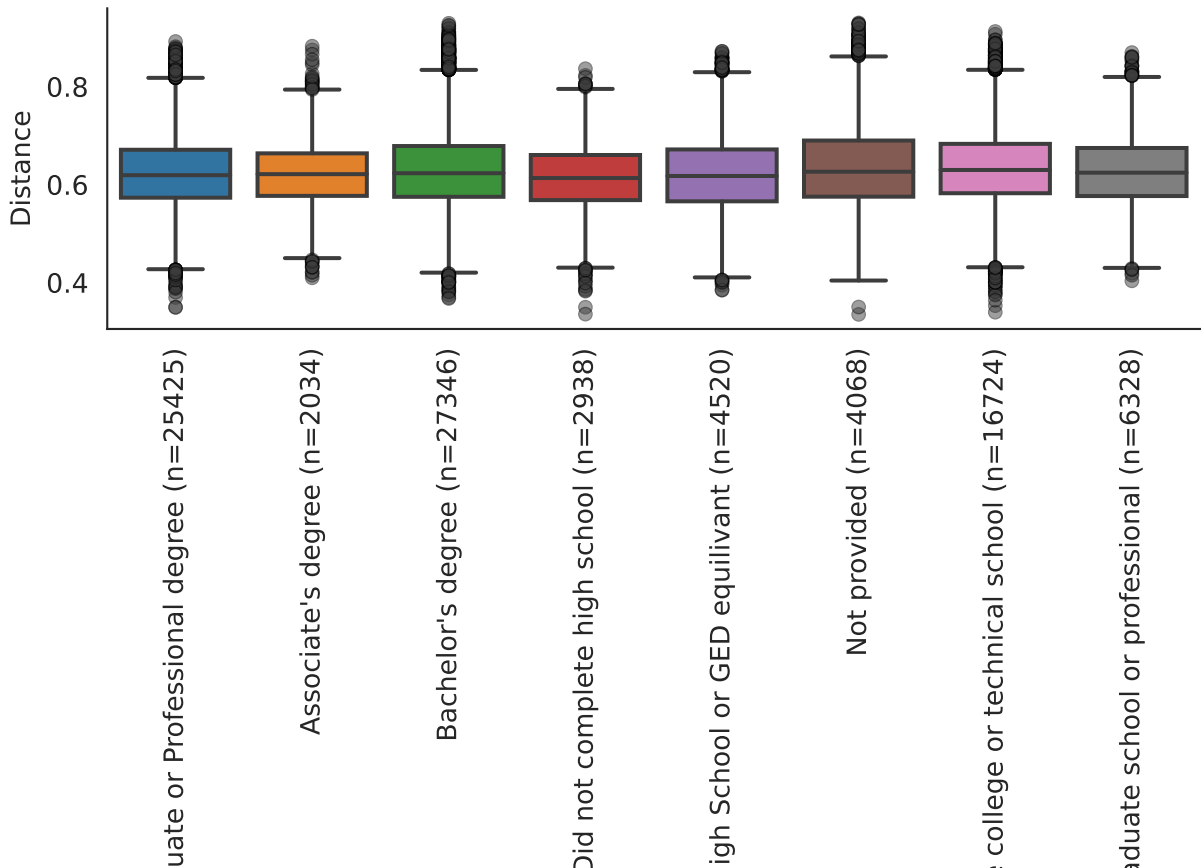 Distance
0.8
0.6
0.4
uate or Professional degree (n=25425)
Associate's degree (n=2034)
Bachelor's degree (n=27346)
Did not complete high school (n=2938)
igh School or GED equilivant (n=4520)
Not provided (n=4068)
college or technical school (n=16724)
aduate school or professional (n=6328)